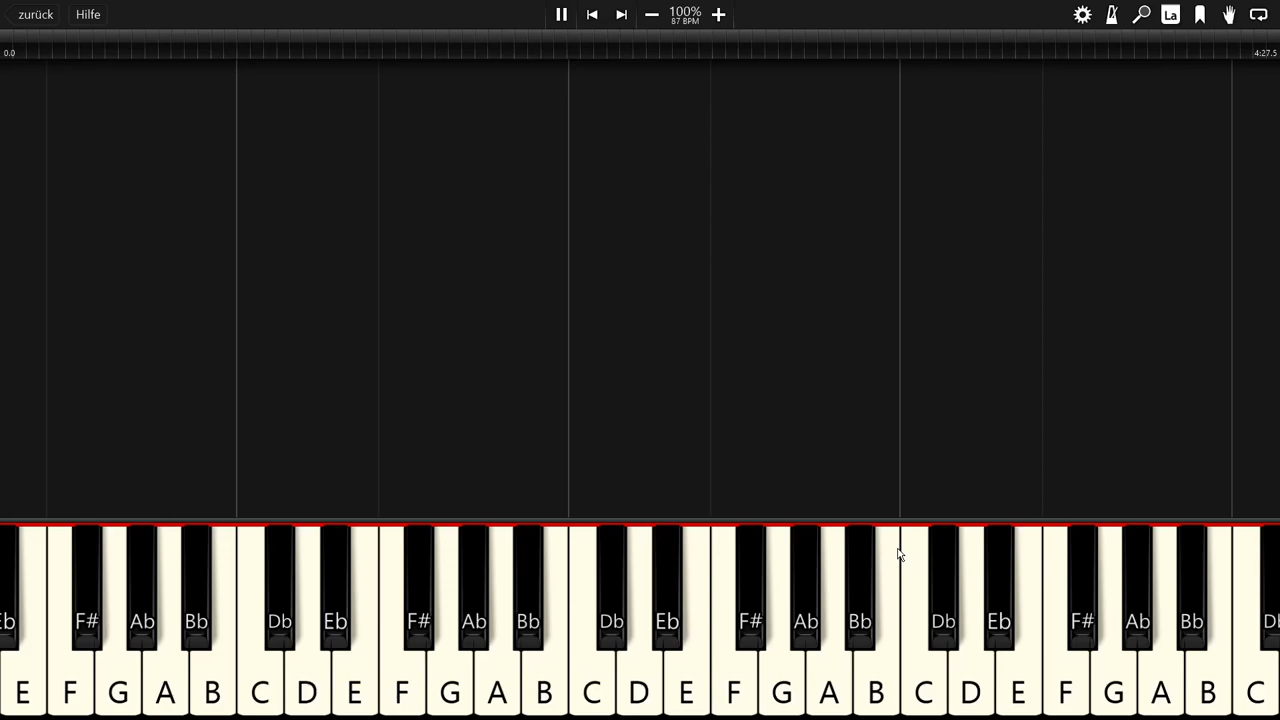 zurück Hilfe 100% La
87 BPM
0.0 4:27.5
Eb F# Ab Bb Db Eb F# Ab Bb Db Eb F# Ab Bb Db Eb F# Ab Bb Db
E F G A B C D E F G A B C D E F G A B C D E F G A B C